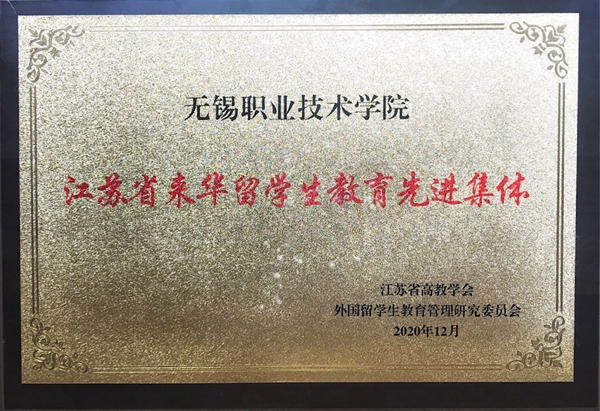 无锡职业技术学院
江苏省来华留学生教育先进集体
江苏省高教学会
外国留学生教育管理研究委员会
2020年12月